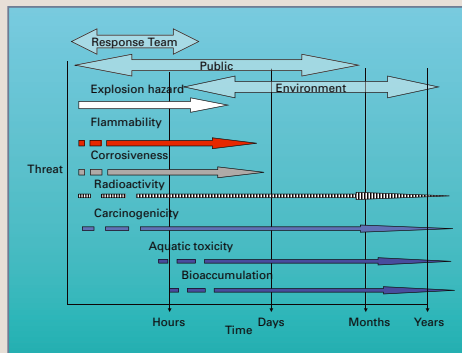 Response Team
Public
Explosion hazard
Environment
Flammability
Corrosiveness
Threat
Radioactivity
Carcinogenicity
Aquatic toxicity
Bioaccumulation
Hours
Days
Months
Years
Time